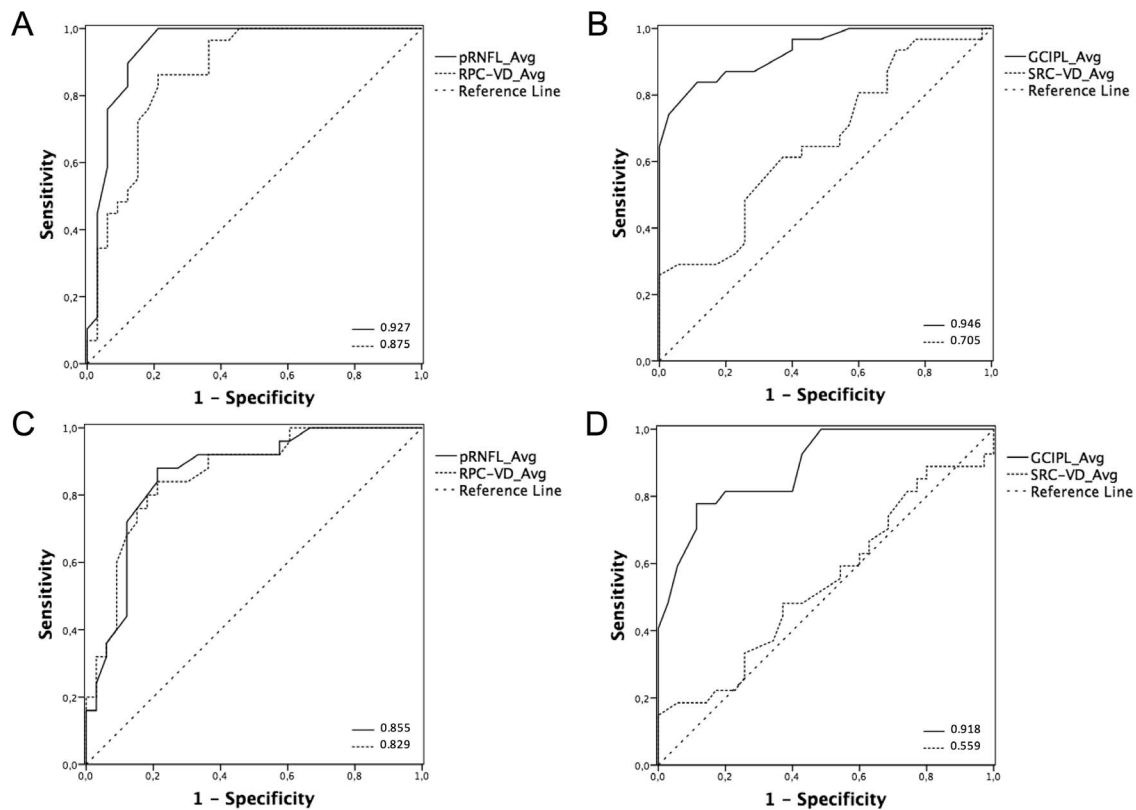 A
1,0
0,8
0,6
0,4
0,2
0,0
Sensitivity
0,0 0,2 0,4 0,6 0,8 1,0
1 – Specificity
pRNFL_Avg
RPC-VD_Avg
Reference Line
0.927
0.875
B
1,0
0,8
0,6
0,4
0,2
0,0
Sensitivity
0,0 0,2 0,4 0,6 0,8 1,0
1 – Specificity
GCIPL_Avg
SRC-VD_Avg
Reference Line
0.946
0.705
C
1,0
0,8
0,6
0,4
0,2
0,0
Sensitivity
0,0 0,2 0,4 0,6 0,8 1,0
1 – Specificity
pRNFL_Avg
RPC-VD_Avg
Reference Line
0.855
0.829
D
1,0
0,8
0,6
0,4
0,2
0,0
Sensitivity
0,0 0,2 0,4 0,6 0,8 1,0
1 – Specificity
GCIPL_Avg
SRC-VD_Avg
Reference Line
0.918
0.559